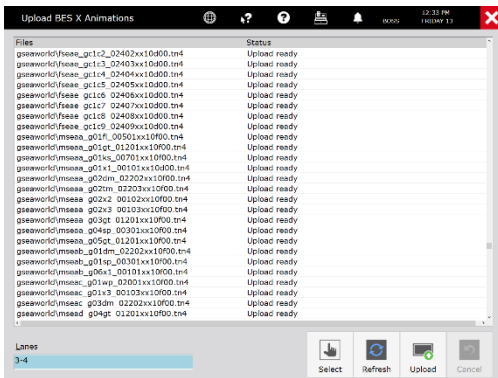 Upload BES X Animations
BOSS
12:33 PM
FRIDAY 13
Files Status
gseaworld\fseae_gc1c2_02402xx10d00.tn4 Upload ready
gseaworld\fseae_gc1c3_02403xx10d00.tn4 Upload ready
gseaworld\fseae_gc1c4_02404xx10d00.tn4 Upload ready
gseaworld\fseae_gc1c5_02405xx10d00.tn4 Upload ready
gseaworld\fseae_gc1c6_02406xx10d00.tn4 Upload ready
gseaworld\fseae_gc1c7_02407xx10d00.tn4 Upload ready
gseaworld\fseae_gc1c8_02408xx10d00.tn4 Upload ready
gseaworld\fseae_gc1c9_02409xx10d00.tn4 Upload ready
gseaworld\mseaa_g01fl_00501xx10f00.tn4 Upload ready
gseaworld\mseaa_g01gt_01201xx10f00.tn4 Upload ready
gseaworld\mseaa_g01ks_00701xx10f00.tn4 Upload ready
gseaworld\mseaa_g01x1_00101xx10d00.tn4 Upload ready
gseaworld\mseaa_g02dm_02202xx10f00.tn4 Upload ready
gseaworld\mseaa_g02tm_02203xx10f00.tn4 Upload ready
gseaworld\mseaa_g02x2_00102xx10f00.tn4 Upload ready
gseaworld\mseaa_g02x3_00103xx10f00.tn4 Upload ready
gseaworld\mseaa_g03gt_01201xx10f00.tn4 Upload ready
gseaworld\mseaa_g04sp_00301xx10f00.tn4 Upload ready
gseaworld\mseaa_g05gt_01201xx10f00.tn4 Upload ready
gseaworld\mseab_g01dm_02202xx10f00.tn4 Upload ready
gseaworld\mseab_g01sp_00301xx10f00.tn4 Upload ready
gseaworld\mseab_g06x1_00101xx10d00.tn4 Upload ready
gseaworld\mseac_g01wp_02001xx10f00.tn4 Upload ready
gseaworld\mseac_g01x3_00103xx10f00.tn4 Upload ready
gseaworld\mseac_g03dm_02202xx10f00.tn4 Upload ready
gseaworld\msead_g04gt_01201xx10f00.tn4 Upload ready
Lanes
3-4
Select Refresh Upload Cancel